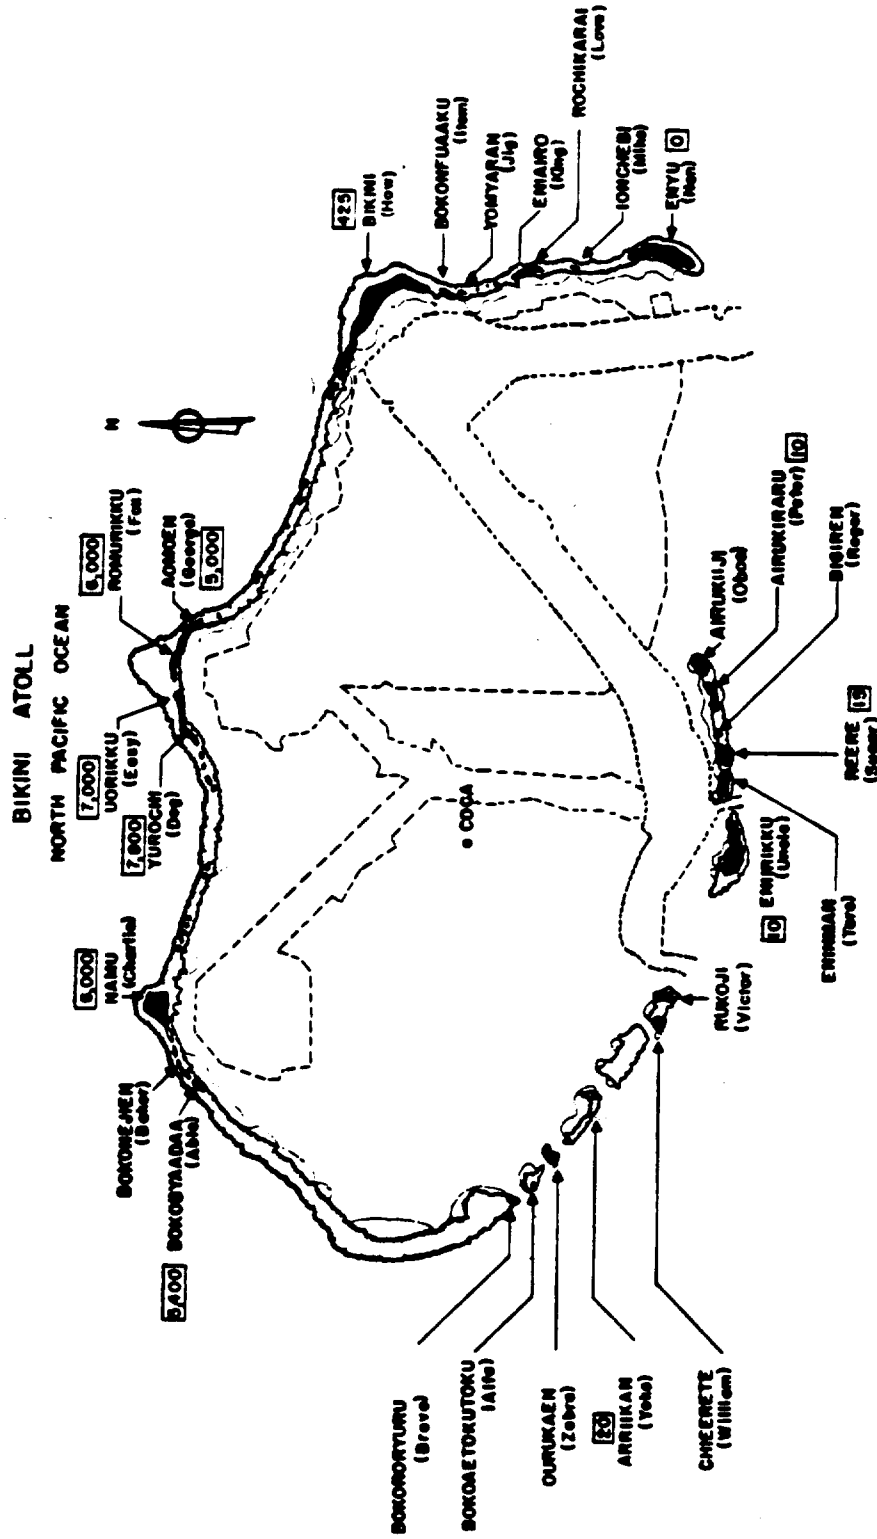 BIKINI ATOLL
NORTH PACIFIC OCEAN
N
5,400
BOKOBYAADAA
(Able)
BOKONEJIEN
(Baker)
6,000
NAMU
(Charlie)
7,800
YUROCHI
(Dog)
7,000
UORIKKU
(Easy)
6,000
ROMURIKKU
(Fox)
AOMOEN
(George)
5,000
425
BIKINI
(How)
BOKONFUAAKU
(Item)
YOMYARAN
(Jig)
ENIAIRO
(King)
ROCHIKARAI
(Love)
IONCHEBI
(Mike)
ENYU
(Nan)
0
COCA
AIRUKIIJI
(Oboe)
AIRUKIRARU
(Peter)
10
BIGIREN
(Roger)
REERE
(Sugar)
15
ENINMAN
(Tare)
10
ENIRIKKU
(Uncle)
RUKOJI
(Victor)
CHIEERETE
(William)
20
ARRIIKAN
(Yoke)
OURUKAEN
(Zebra)
BOKOAETOKUTOKU
(Alfa)
BOKORORYURU
(Bravo)